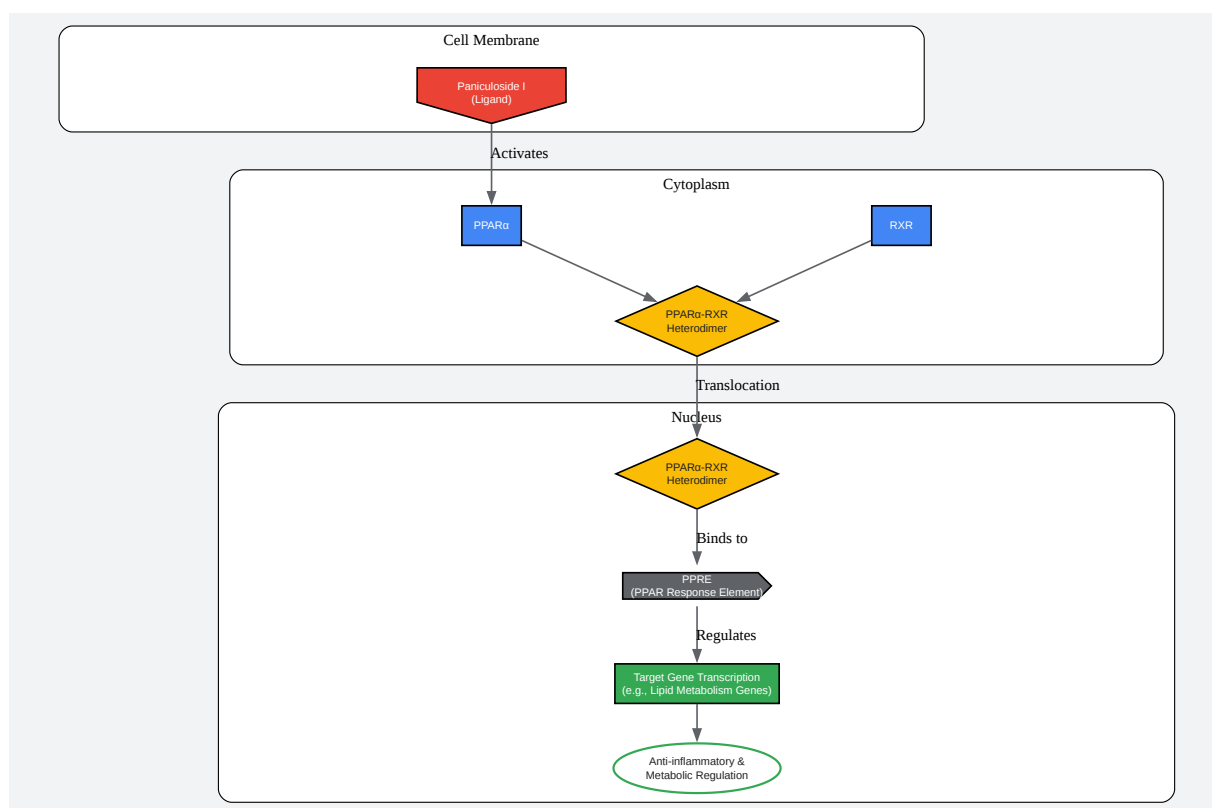 Cell Membrane
Paniculoside I
(Ligand)
Activates
Cytoplasm
PPARα
RXR
PPARα-RXR
Heterodimer
Translocation
Nucleus
PPARα-RXR
Heterodimer
Binds to
PPRE
(PPAR Response Element)
Regulates
Target Gene Transcription
(e.g., Lipid Metabolism Genes)
Anti-inflammatory &
Metabolic Regulation